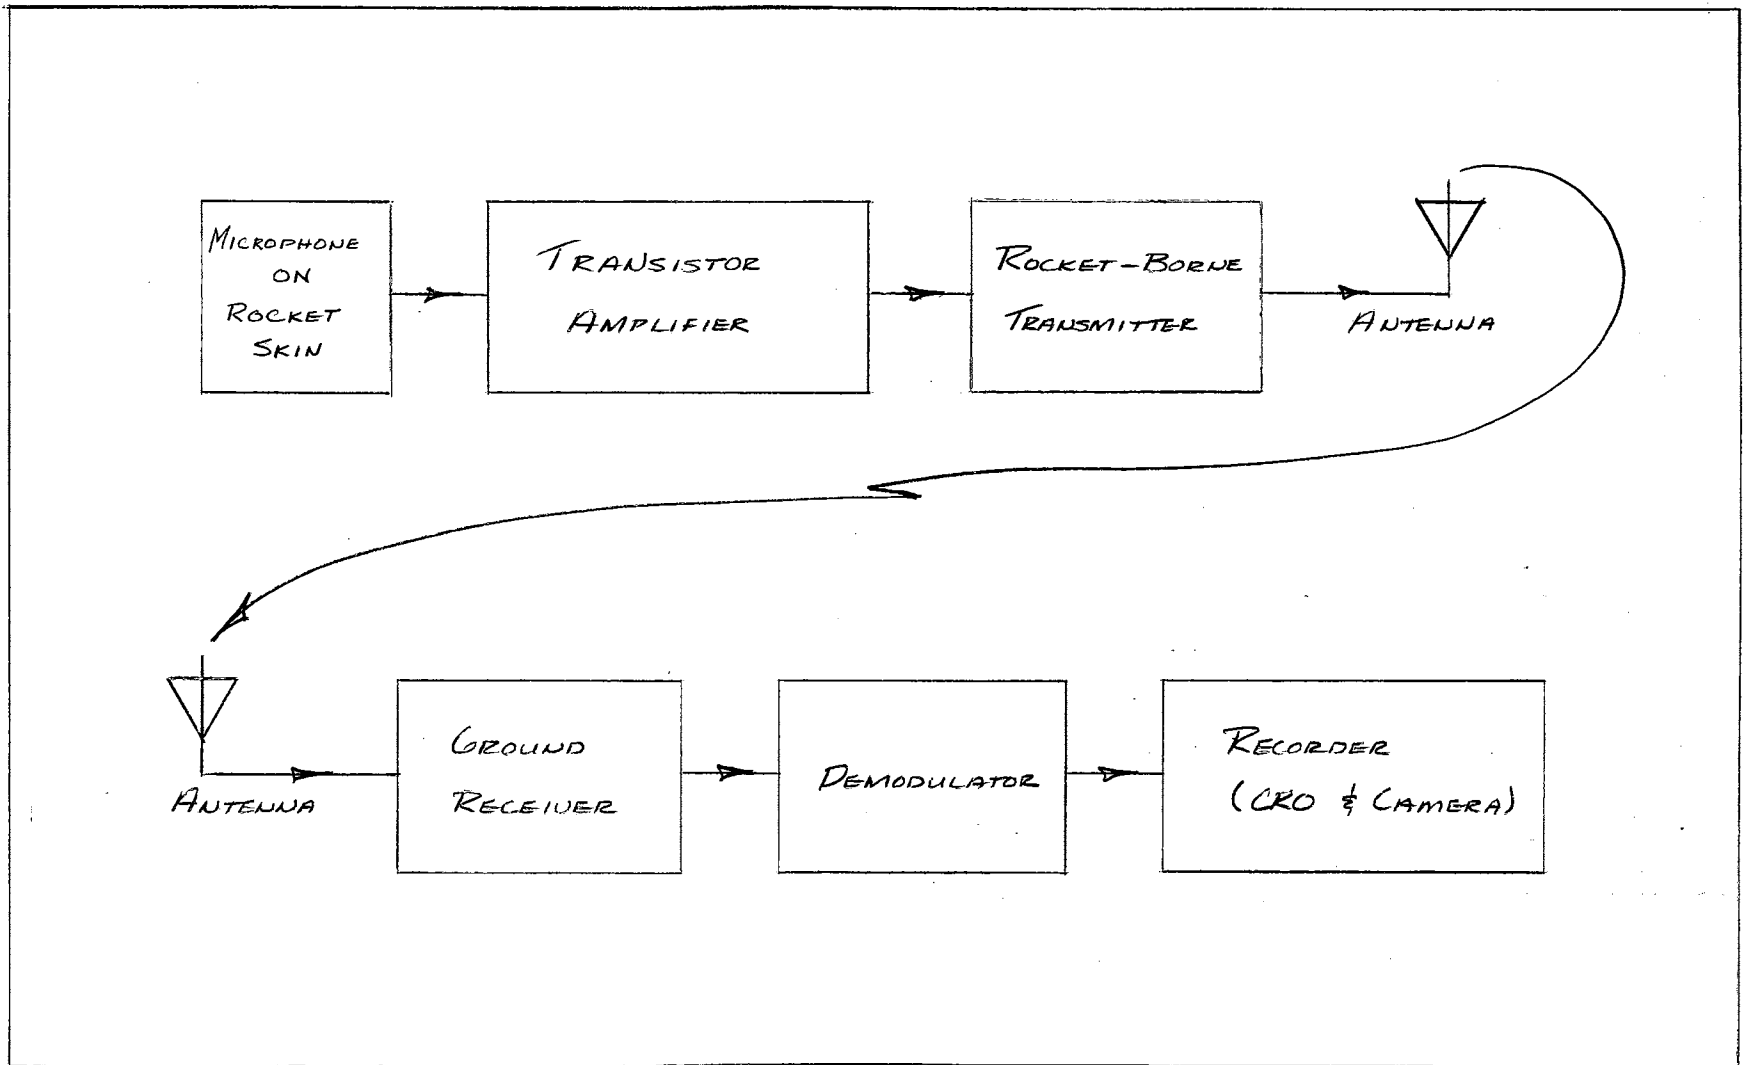 MICROPHONE
ON
ROCKET
SKIN
TRANSISTOR
AMPLIFIER
ROCKET-BORNE
TRANSMITTER
ANTENNA
ANTENNA
GROUND
RECEIVER
DEMODULATOR
RECORDER
(CRO & CAMERA)